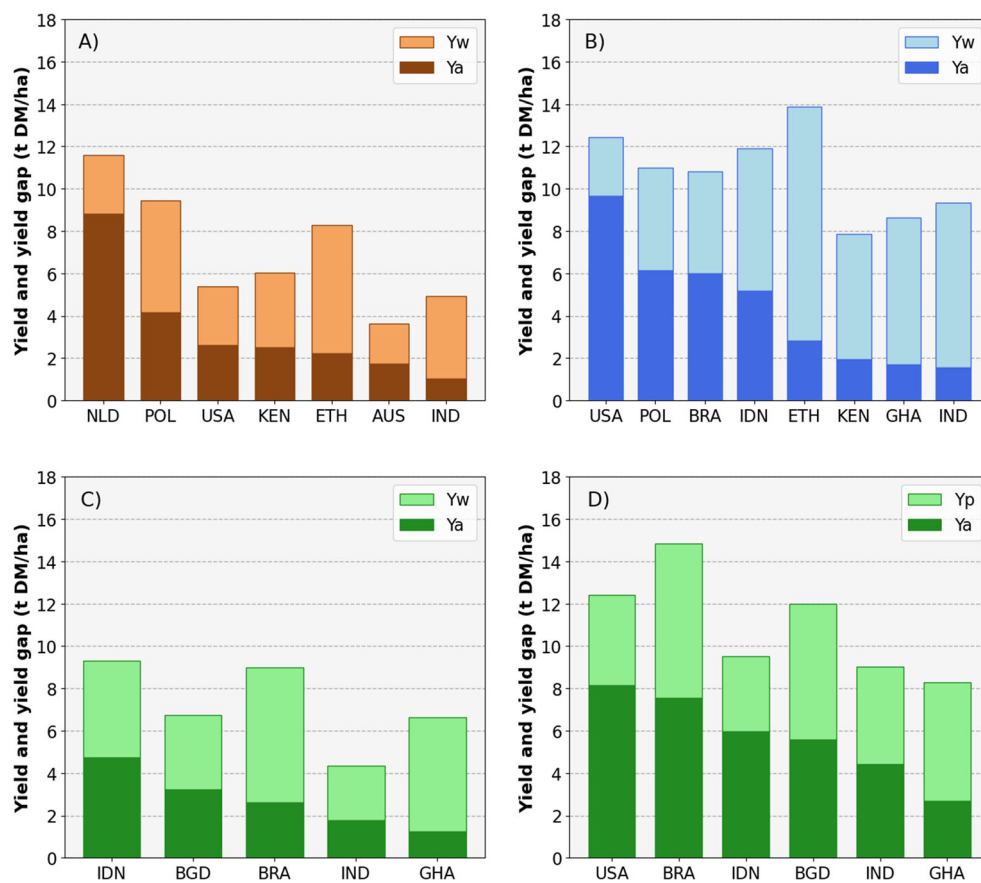 A)
Yw
Ya
Yield and yield gap (t DM/ha)
18
16
14
12
10
8
6
4
2
0
NLD POL USA KEN ETH AUS IND
B)
Yw
Ya
Yield and yield gap (t DM/ha)
18
16
14
12
10
8
6
4
2
0
USA POL BRA IDN ETH KEN GHA IND
C)
Yw
Ya
Yield and yield gap (t DM/ha)
18
16
14
12
10
8
6
4
2
0
IDN BGD BRA IND GHA
D)
Yp
Ya
Yield and yield gap (t DM/ha)
18
16
14
12
10
8
6
4
2
0
USA BRA IDN BGD IND GHA